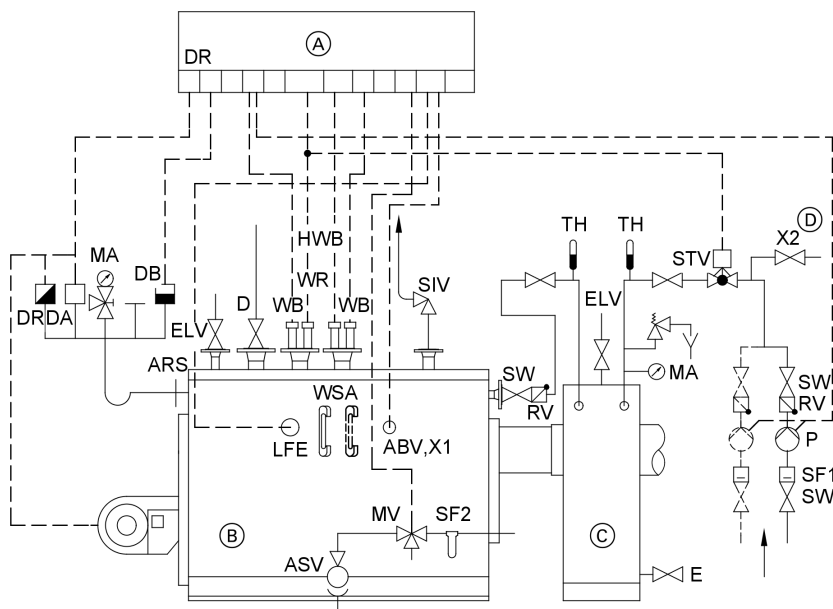 A
DR
D
TH
TH
X2
MA
STV
HWB
DB
SIV
ELV
DR
DA
WR
D
WB
WB
ELV
MA
ARS
SW
SW
WSA
RV
RV
P
LFE
ABV,X1
SF1
SW
MV
SF2
B
C
ASV
E